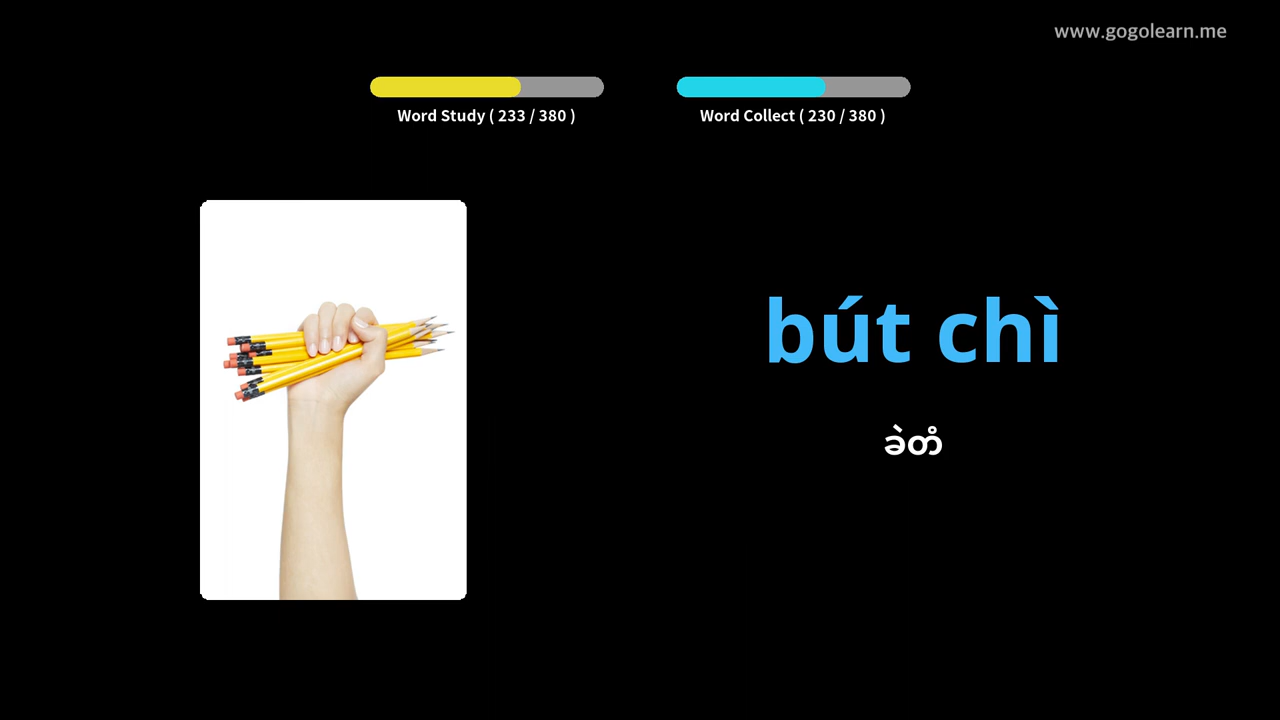 www.gogolearn.me
Word Study ( 233 / 380 )
Word Collect ( 230 / 380 )
bút chì
ခဲတံ